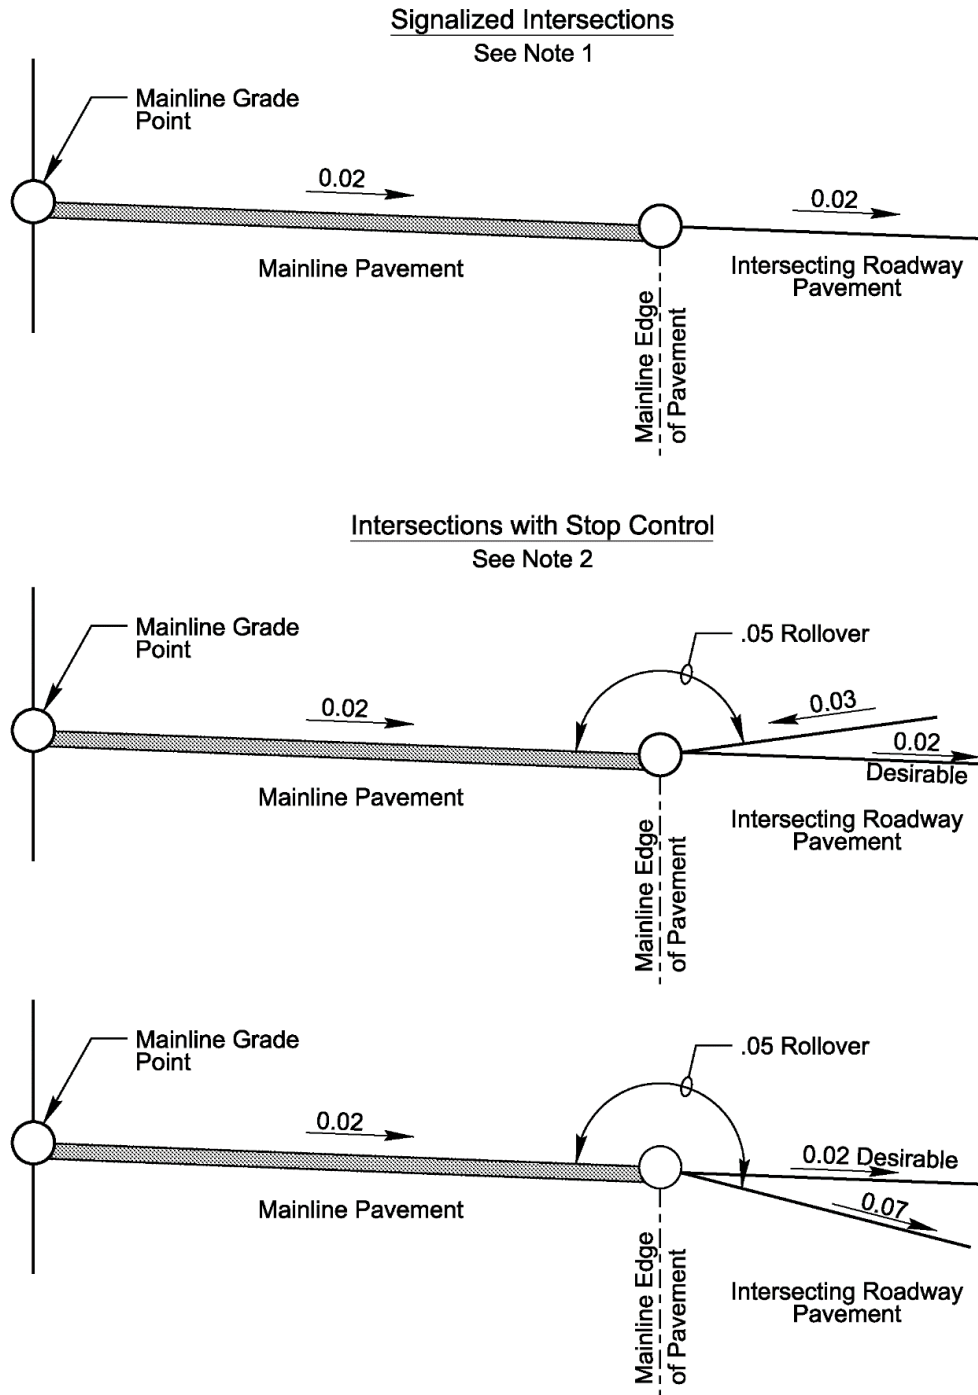 Signalized Intersections
See Note 1
Mainline Grade
Point
0.02
0.02
Mainline Pavement
Intersecting Roadway
Pavement
Mainline Edge
of Pavement
Intersections with Stop Control
See Note 2
Mainline Grade
Point
.05 Rollover
0.02
0.03
0.02
Desirable
Mainline Pavement
Intersecting Roadway
Pavement
Mainline Edge
of Pavement
Mainline Grade
Point
.05 Rollover
0.02
0.02 Desirable
0.07
Mainline Pavement
Intersecting Roadway
Pavement
Mainline Edge
of Pavement